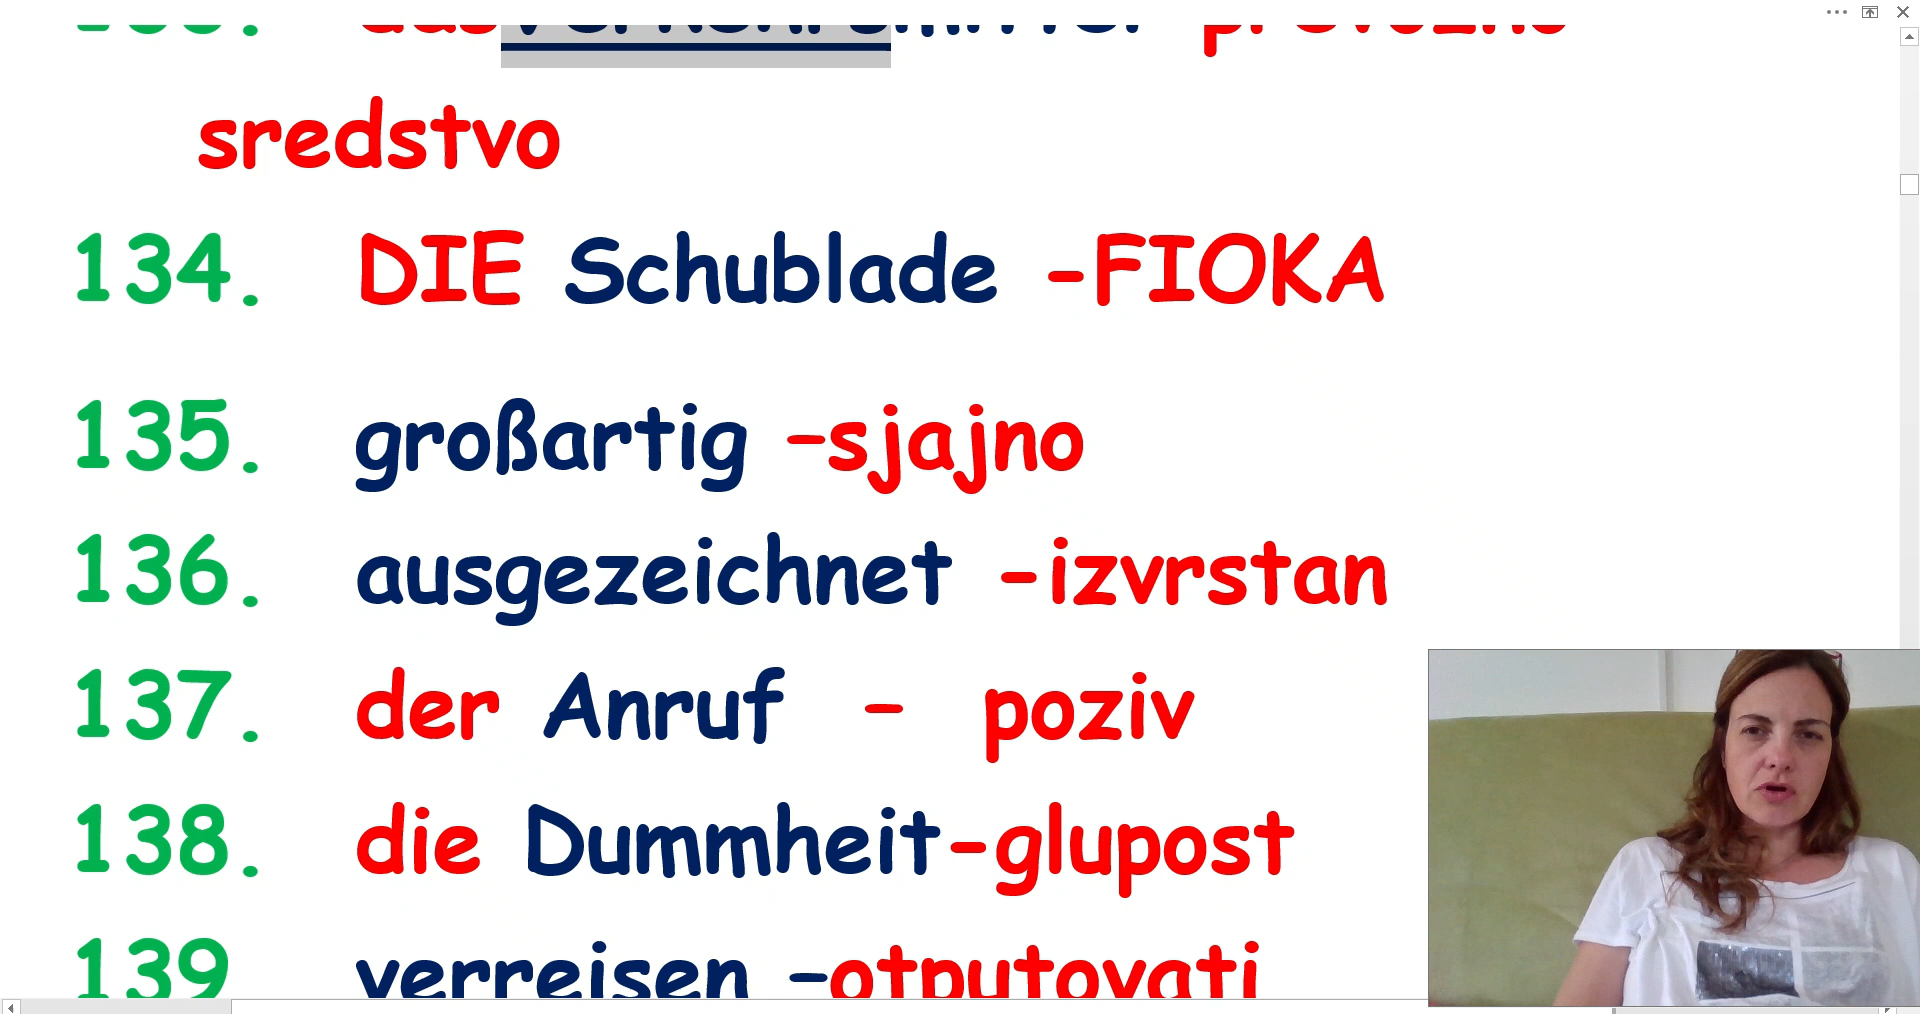 sredstvo
134. DIE Schublade -FIOKA
135. großartig –sjajno
136. ausgezeichnet -izvrstan
137. der Anruf – poziv
138. die Dummheit-glupost
139 verreisen –otputovati